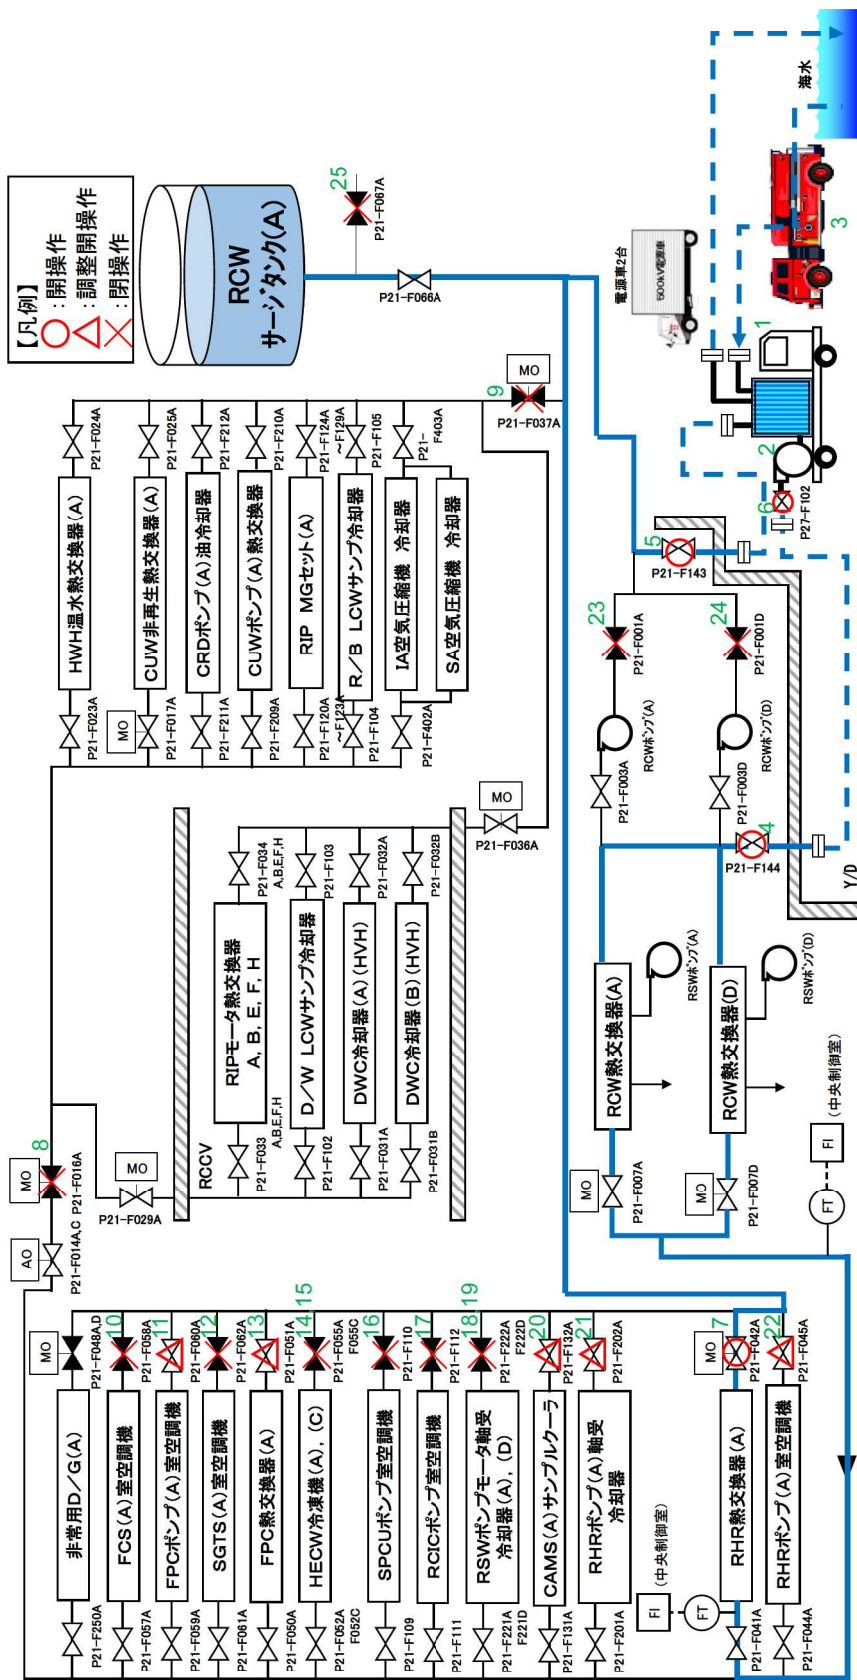 【凡例】
○:開操作
△:調整開操作
×:閉操作
RCW
サージタンク(A)
25
P21-F067A
P21-F066A
電源車2台
500kV電源車
海水
3
1
2
6
P27-F102
5
P21-F143
4
P21-F144
Y/D
HWH温水熱交換器(A)
P21-F023A
P21-F024A
CUW非再生熱交換器(A)
MO
P21-F017A
P21-F025A
CRDポンプ(A)油冷却器
P21-F211A
P21-F212A
CUWポンプ(A)熱交換器
P21-F209A
P21-F210A
RIP MGセット(A)
P21-F120A
~F123A
P21-F124A
~F129A
R/B LCWサンプ冷却器
P21-F104
P21-F105
IA空気圧縮機 冷却器
SA空気圧縮機 冷却器
P21-F402A
P21-
F403A
9
MO
P21-F037A
MO
P21-F036A
RCCV
RIPモータ熱交換器
A, B, E, F, H
P21-F033
A,B,E,F,H
P21-F034
A,B,E,F,H
D/W LCWサンプ冷却器
P21-F102
P21-F103
DWC冷却器(A)(HVH)
P21-F031A
P21-F032A
DWC冷却器(B)(HVH)
P21-F031B
P21-F032B
8
MO
P21-F016A
AO
P21-F014A,C
MO
P21-F029A
23
P21-F001A
RCWポンプ(A)
P21-F003A
24
P21-F001D
RCWポンプ(D)
P21-F003D
RCW熱交換器(A)
RSWポンプ(A)
MO
P21-F007A
RCW熱交換器(D)
RSWポンプ(D)
MO
P21-F007D
FI
(中央制御室)
FT
非常用D/G(A)
P21-F250A
MO
P21-F048A,D
FCS(A)室空調機
P21-F057A
10
P21-F058A
FPCポンプ(A)室空調機
P21-F059A
11
P21-F060A
SGTS(A)室空調機
P21-F061A
12
P21-F062A
FPC熱交換器(A)
P21-F050A
13
P21-F051A
HECW冷凍機(A), (C)
P21-F052A
F052C
14,15
P21-F055A
F055C
SPCUポンプ室空調機
P21-F109
16
P21-F110
RCICポンプ室空調機
P21-F111
17
P21-F112
RSWポンプモータ軸受
冷却器(A), (D)
P21-F221A
F221D
18,19
P21-F222A
F222D
CAMS(A)サンプルクーラ
P21-F131A
20
P21-F132A
RHRポンプ(A)軸受
冷却器
P21-F201A
21
P21-F202A
FI
(中央制御室)
FT
RHR熱交換器(A)
P21-F041A
7
MO
P21-F042A
RHRポンプ(A)室空調機
P21-F044A
22
P21-F045A